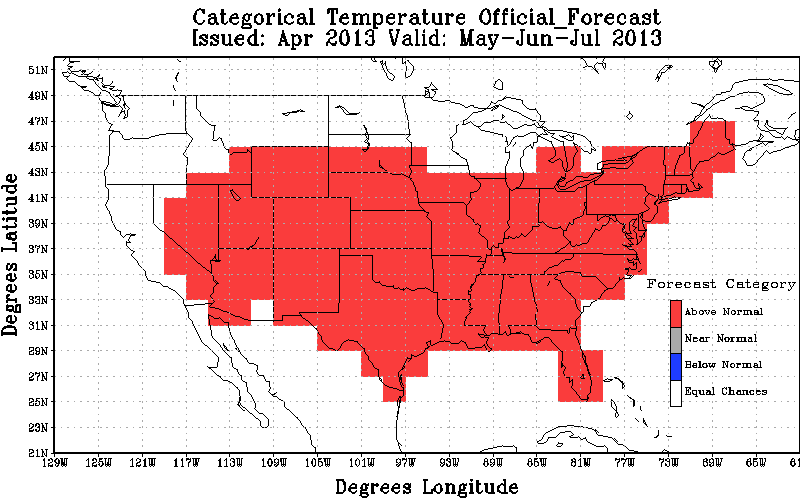 Categorical Temperature Official_Forecast
Issued: Apr 2013 Valid: May-Jun-Jul 2013
51N
49N
47N
45N
43N
41N
39N
37N
35N
33N
31N
29N
27N
25N
23N
21N
Degrees Latitude
Forecast Category
Above Normal
Near Normal
Below Normal
Equal Chances
129W 125W 121W 117W 113W 109W 105W 101W 97W 93W 89W 85W 81W 77W 73W 69W 65W 61
Degrees Longitude